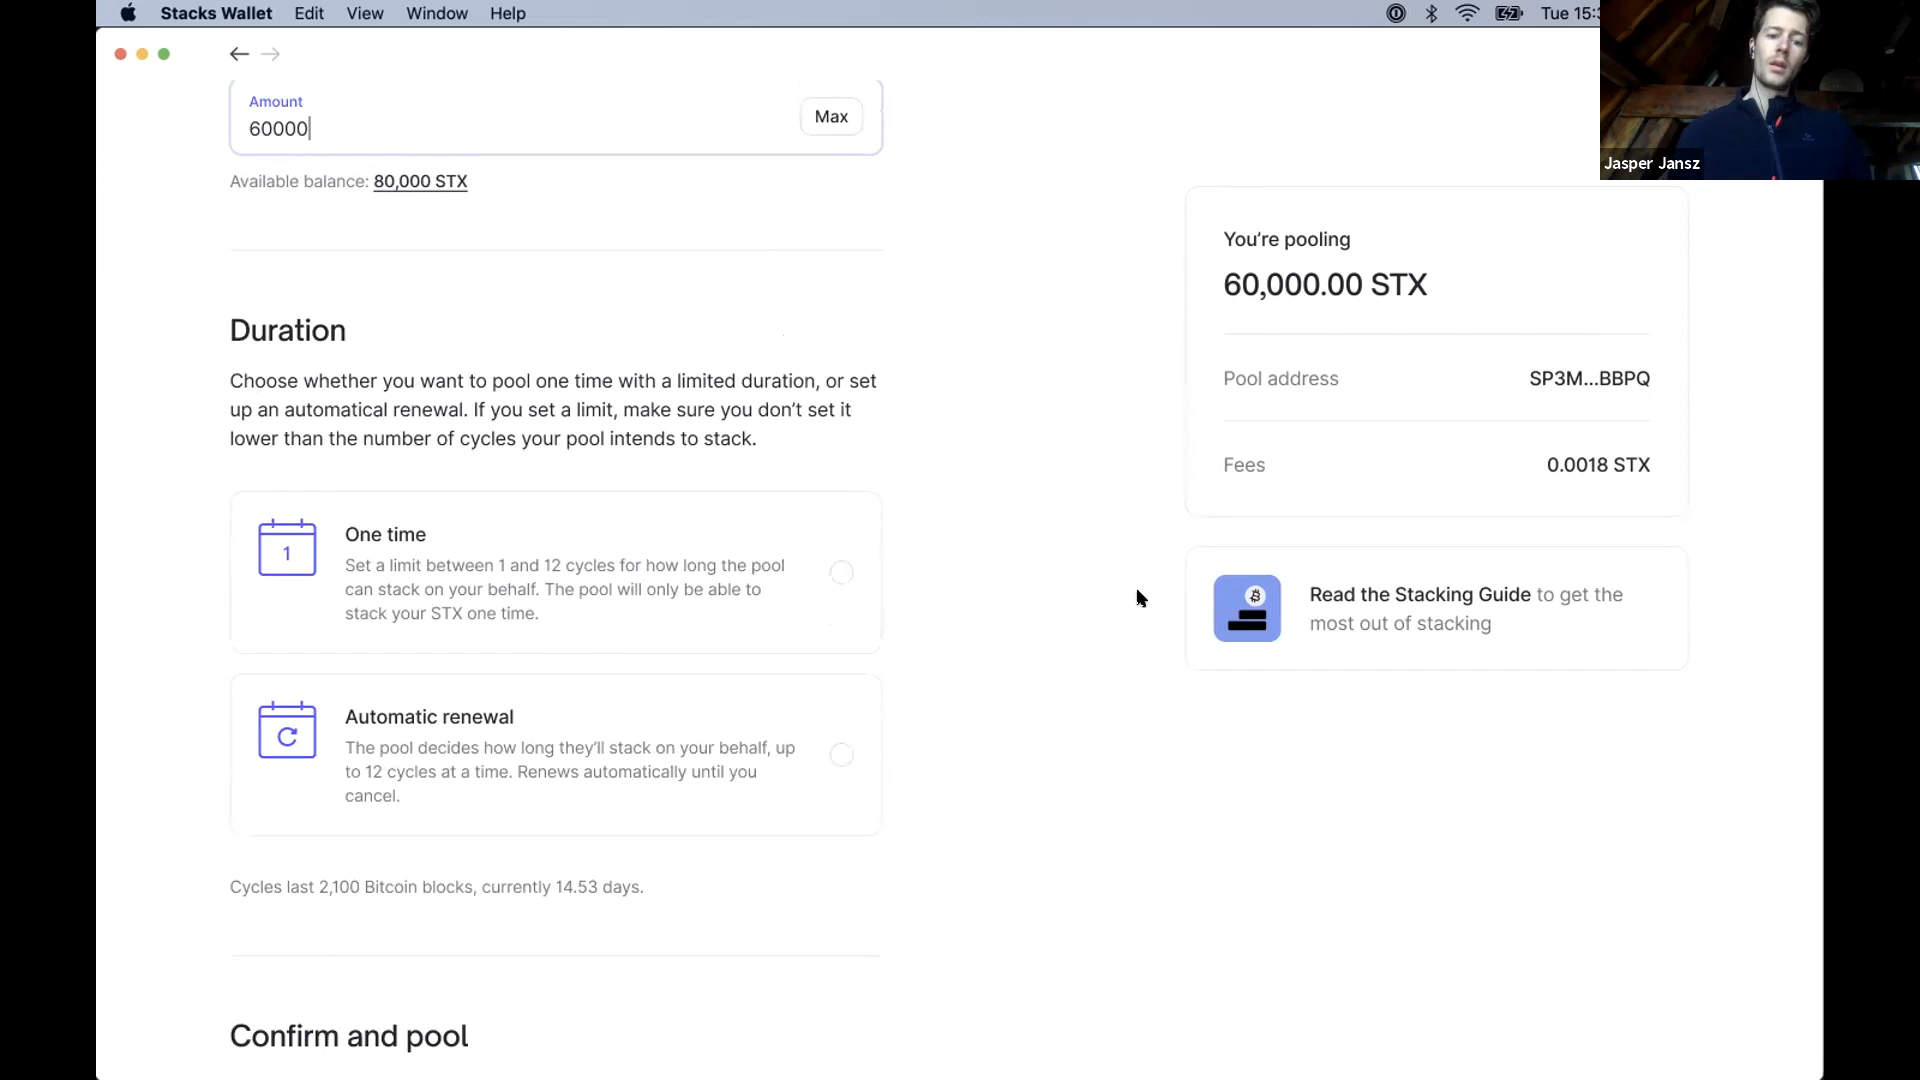 Stacks Wallet Edit View Window Help
Tue 15:
Amount
60000
Max
Available balance: 80,000 STX
Duration
Choose whether you want to pool one time with a limited duration, or set
up an automatical renewal. If you set a limit, make sure you don’t set it
lower than the number of cycles your pool intends to stack.
1
One time
Set a limit between 1 and 12 cycles for how long the pool
can stack on your behalf. The pool will only be able to
stack your STX one time.
Automatic renewal
The pool decides how long they’ll stack on your behalf, up
to 12 cycles at a time. Renews automatically until you
cancel.
Cycles last 2,100 Bitcoin blocks, currently 14.53 days.
Confirm and pool
Jasper Jansz
You’re pooling
60,000.00 STX
Pool address SP3M...BBPQ
Fees 0.0018 STX
Read the Stacking Guide to get the
most out of stacking